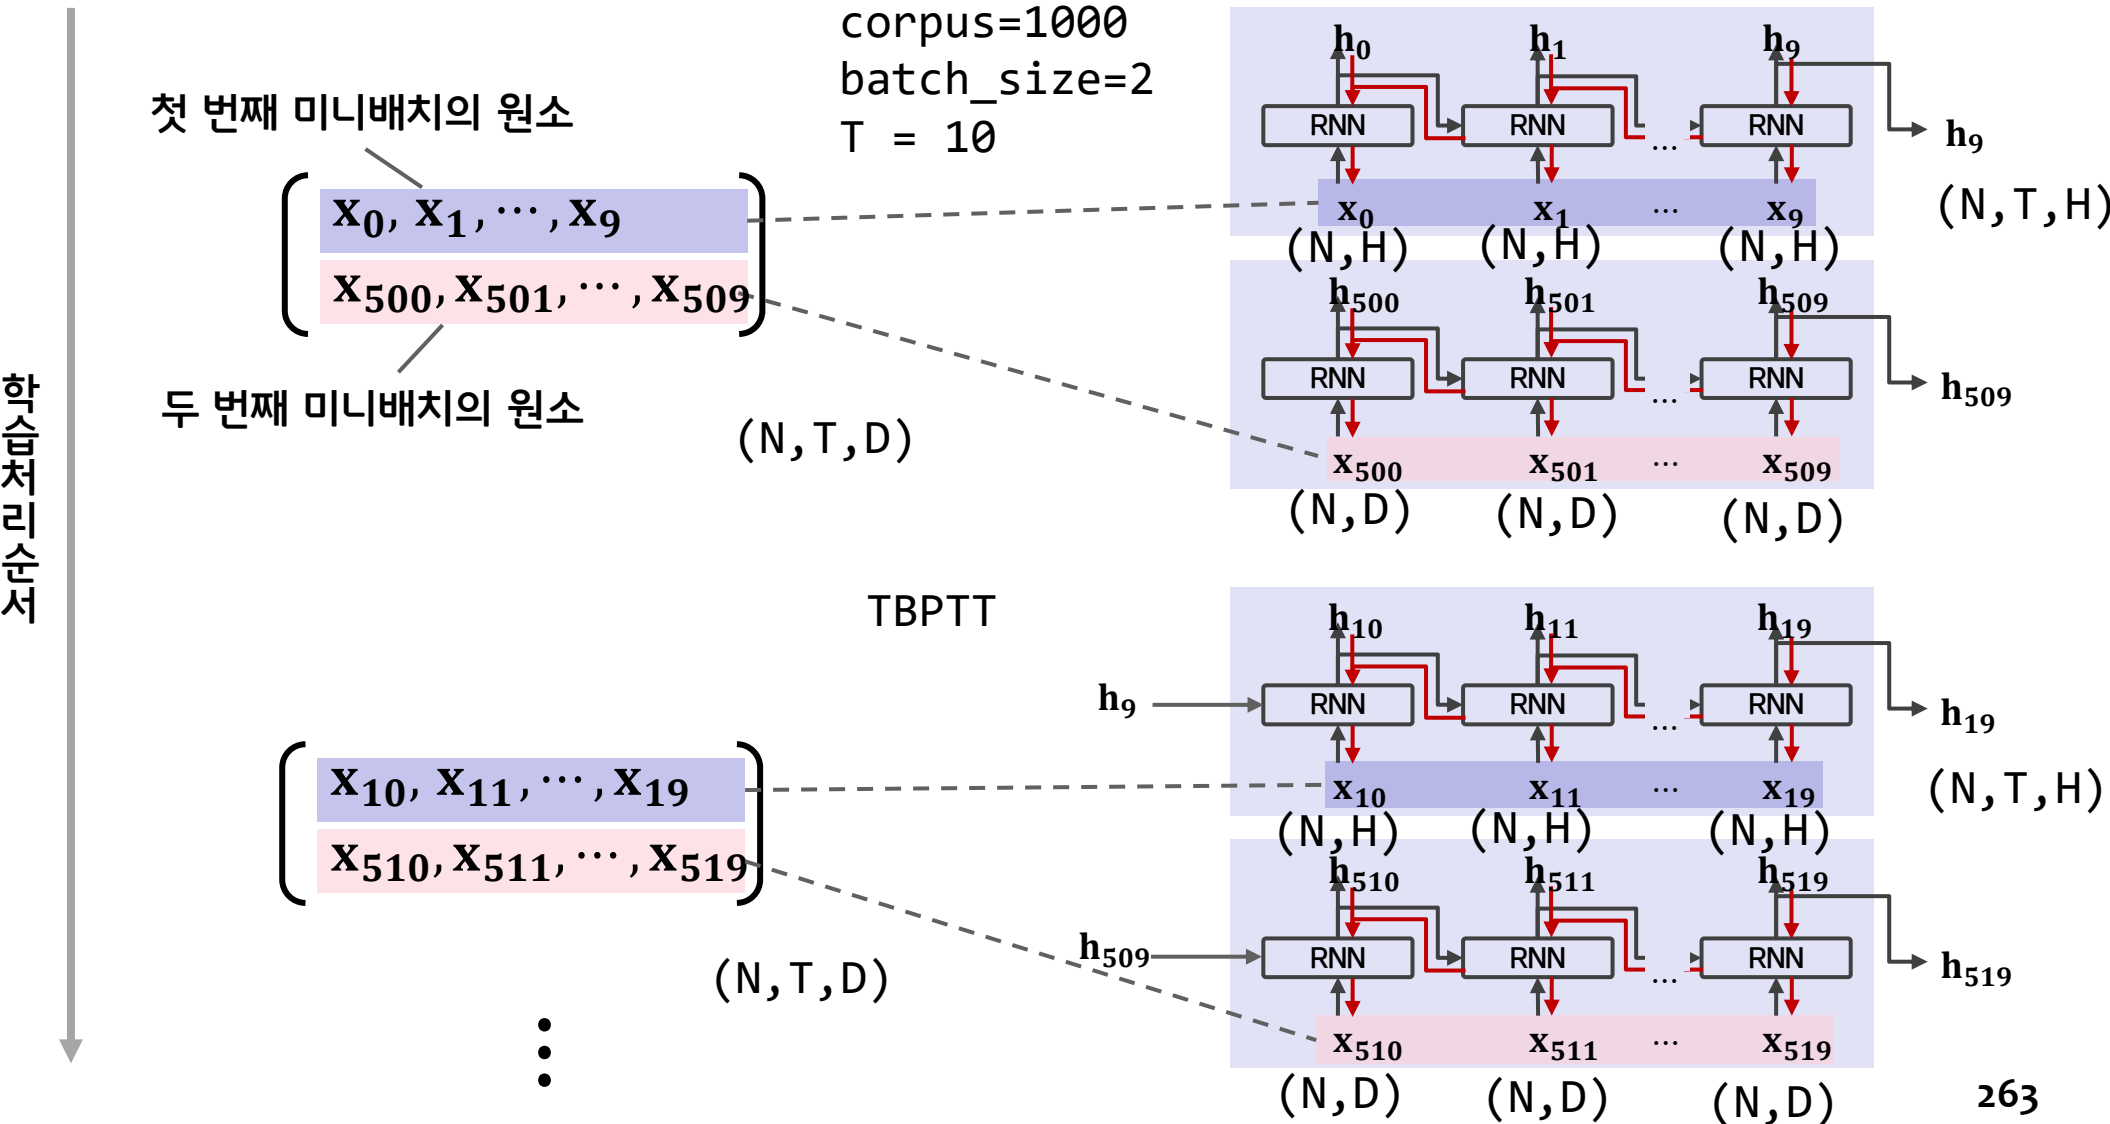 corpus=1000
batch_size=2
T = 10
첫 번째 미니배치의 원소
x0, x1, ⋯, x9
x500, x501, ⋯, x509
두 번째 미니배치의 원소
(N,T,D)
h0 h1 h9
RNN RNN ... RNN
h9
x0 x1 ... x9
(N,T,H)
(N,H) (N,H) (N,H)
h500 h501 h509
RNN RNN ... RNN
h509
x500 x501 ... x509
(N,D) (N,D) (N,D)
학습처리순서
TBPTT
x10, x11, ⋯, x19
x510, x511, ⋯, x519
(N,T,D)
h10 h11 h19
h9 RNN RNN ... RNN
h19
x10 x11 ... x19
(N,T,H)
(N,H) (N,H) (N,H)
h510 h511 h519
h509 RNN RNN ... RNN
h519
x510 x511 ... x519
(N,D) (N,D) (N,D)
263